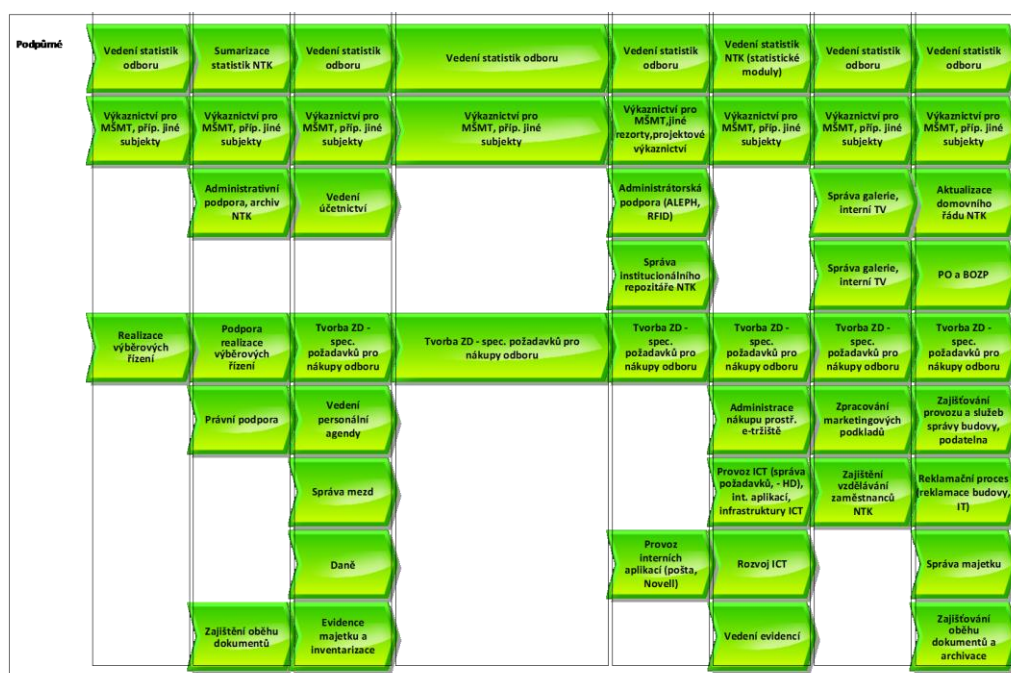 Podpůrné
Vedení statistik
odboru
Sumarizace
statistik NTK
Vedení statistik
odboru
Vedení statistik odboru
Vedení statistik
odboru
Vedení statistik
NTK (statistické
moduly)
Vedení statistik
odboru
Vedení statistik
odboru
Výkaznictví pro
MŠMT, příp. jiné
subjekty
Výkaznictví pro
MŠMT, příp. jiné
subjekty
Výkaznictví pro
MŠMT, příp. jiné
subjekty
Výkaznictví pro
MŠMT, příp. jiné
subjekty
Výkaznictví pro
MŠMT,jiné
rezorty,projektové
výkaznictví
Výkaznictví pro
MŠMT, příp. jiné
subjekty
Výkaznictví pro
MŠMT, příp. jiné
subjekty
Výkaznictví pro
MŠMT, příp. jiné
subjekty
Administrativní
podpora, archiv
NTK
Vedení
účetnictví
Administrátorská
podpora (ALEPH,
RFID)
Správa galerie,
interní TV
Aktualizace
domovního
řádu NTK
Správa
institucionálního
repozitáře NTK
Správa galerie,
interní TV
PO a BOZP
Realizace
výběrových
řízení
Podpora
realizace
výběrových
řízení
Tvorba ZD -
spec.
požadavků pro
nákupy odboru
Tvorba ZD - spec. požadavků pro
nákupy odboru
Tvorba ZD -
spec.
požadavků pro
nákupy odboru
Tvorba ZD -
spec.
požadavků pro
nákupy odboru
Tvorba ZD -
spec.
požadavků pro
nákupy odboru
Tvorba ZD -
spec.
požadavků pro
nákupy odboru
Právní podpora
Vedení
personální
agendy
Administrace
nákupu prostř.
e-tržiště
Zpracování
marketingových
podkladů
Zajišťování
provozu a služeb
správy budovy,
podatelna
Správa mezd
Provoz ICT (správa
požadavků, - HD),
int. aplikací,
infrastruktury ICT
Zajištění
vzdělávání
zaměstnanců
NTK
Reklamační proces
(reklamace budovy,
IT)
Daně
Provoz
interních
aplikací (pošta,
Novell)
Rozvoj ICT
Správa majetku
Zajištění oběhu
dokumentů
Evidence
majetku a
inventarizace
Vedení evidencí
Zajišťování
oběhu
dokumentů a
archivace